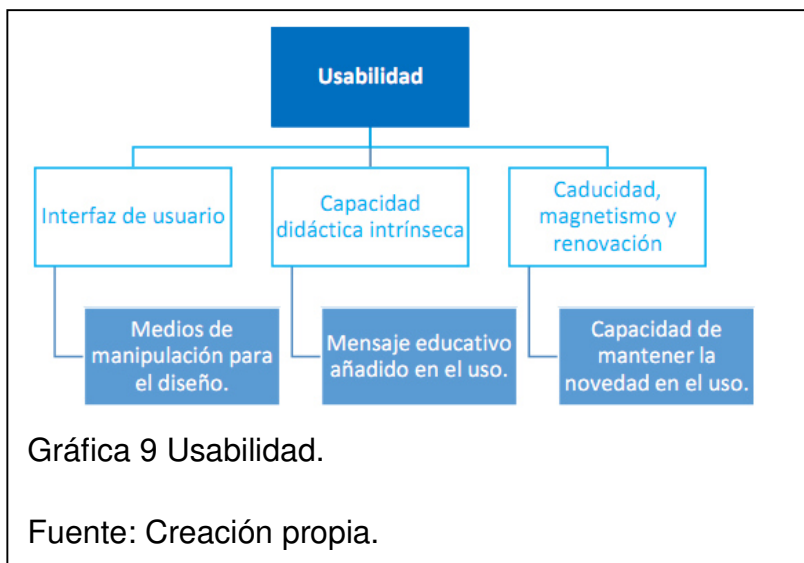 Usabilidad
Interfaz de usuario
Capacidad
didáctica intrínseca
Caducidad,
magnetismo y
renovación
Medios de
manipulación para
el diseño.
Mensaje educativo
añadido en el uso.
Capacidad de
mantener la
novedad en el uso.
Gráfica 9 Usabilidad.
Fuente: Creación propia.